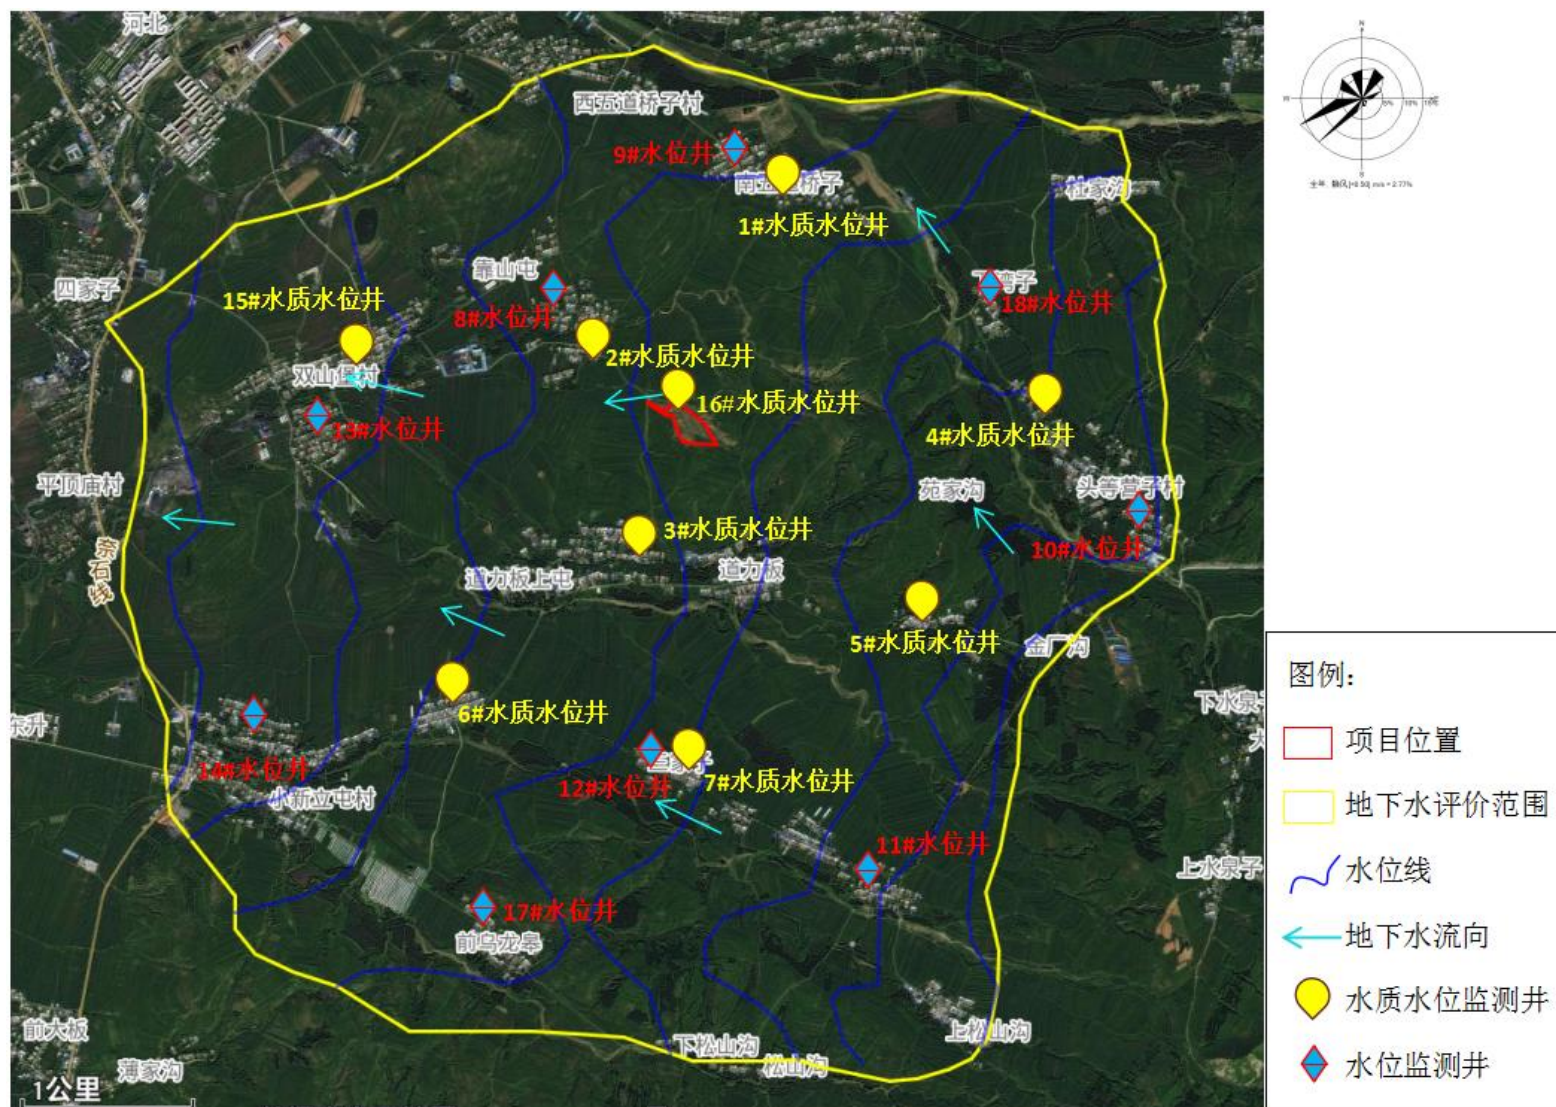 河北
西五道桥子村
9#水位井
1#水质水位井
杜家沟
四家子
靠山屯
15#水质水位井
8#水位井
18#水位井
2#水质水位井
双山堡村
16#水质水位井
13#水位井
4#水质水位井
平顶庙村
苑家沟
头等营子村
3#水质水位井
10#水位井
道力板上屯
道力板
5#水质水位井
金厂沟
6#水质水位井
下水泉子
东升
14#水位井
12#水位井
7#水质水位井
小新立屯村
11#水位井
上水泉子
17#水位井
前乌龙皋
前大板
上松山沟
下松山沟
松山沟
薄家沟
1公里
N
W
S
5%
10%
15%
图例：
项目位置
地下水评价范围
水位线
地下水流向
水质水位监测井
水位监测井